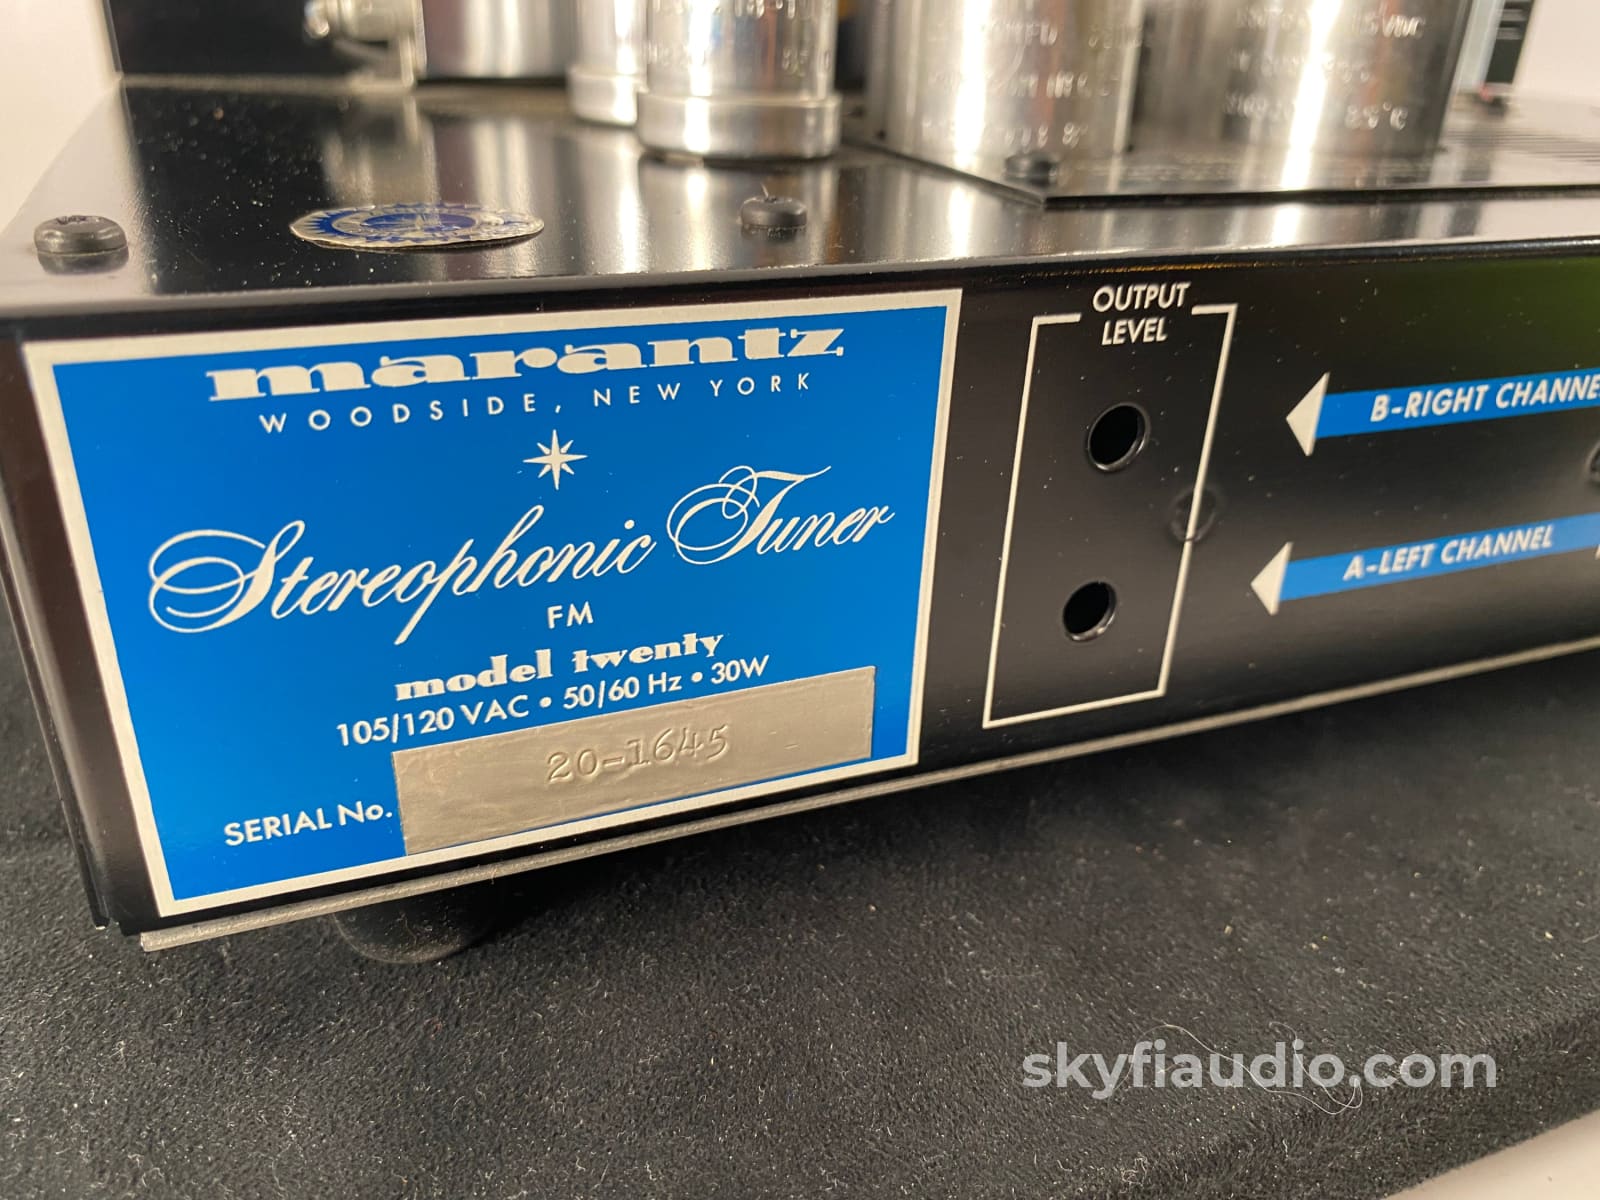 marantz
WOODSIDE, NEW YORK
Stereophonic Tuner
FM
model twenty
105/120 VAC • 50/60 Hz • 30W
SERIAL No. 20-1645
OUTPUT
LEVEL
B-RIGHT CHANNE
A-LEFT CHANNEL
skyfiaudio.com